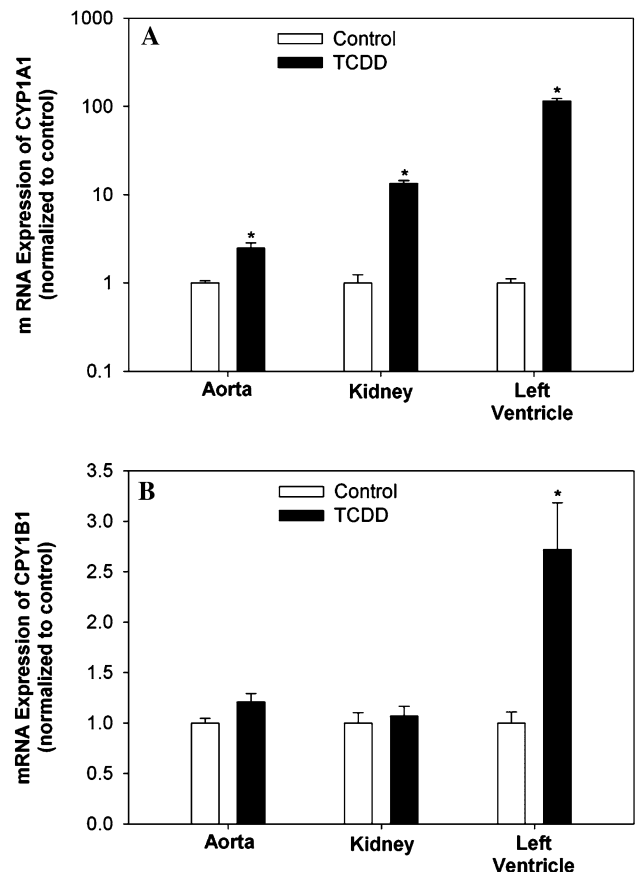 A
Control
TCDD
m RNA Expression of CYP1A1
(normalized to control)
1000
100
10
1
0.1
*
*
*
Aorta
Kidney
Left
Ventricle
B
Control
TCDD
mRNA Expression of CPY1B1
(normalized to control)
3.5
3.0
2.5
2.0
1.5
1.0
0.5
0.0
*
Aorta
Kidney
Left
Ventricle